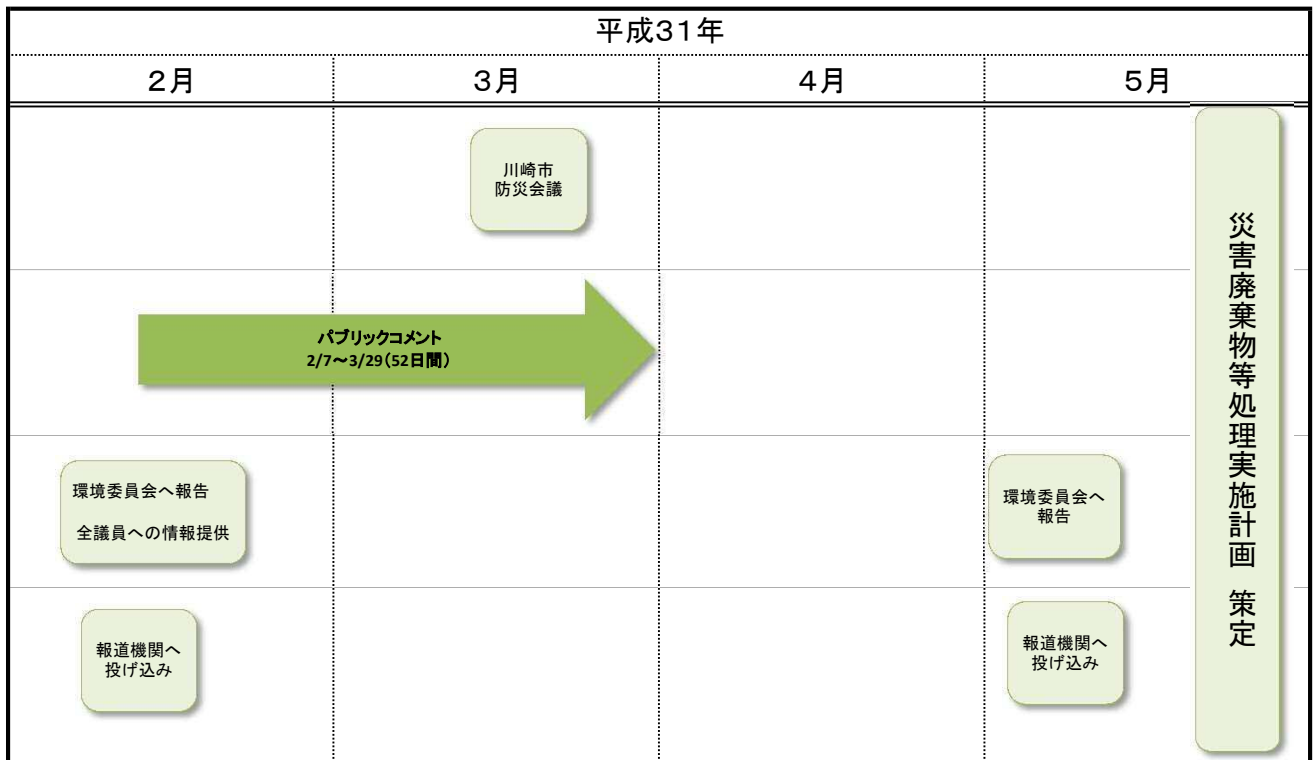 平成31年
2月
3月
4月
5月
川崎市
防災会議
パブリックコメント
2/7～3/29(52日間)
環境委員会へ報告
全議員への情報提供
環境委員会へ
報告
報道機関へ
投げ込み
報道機関へ
投げ込み
災害廃棄物等処理実施計画 策定